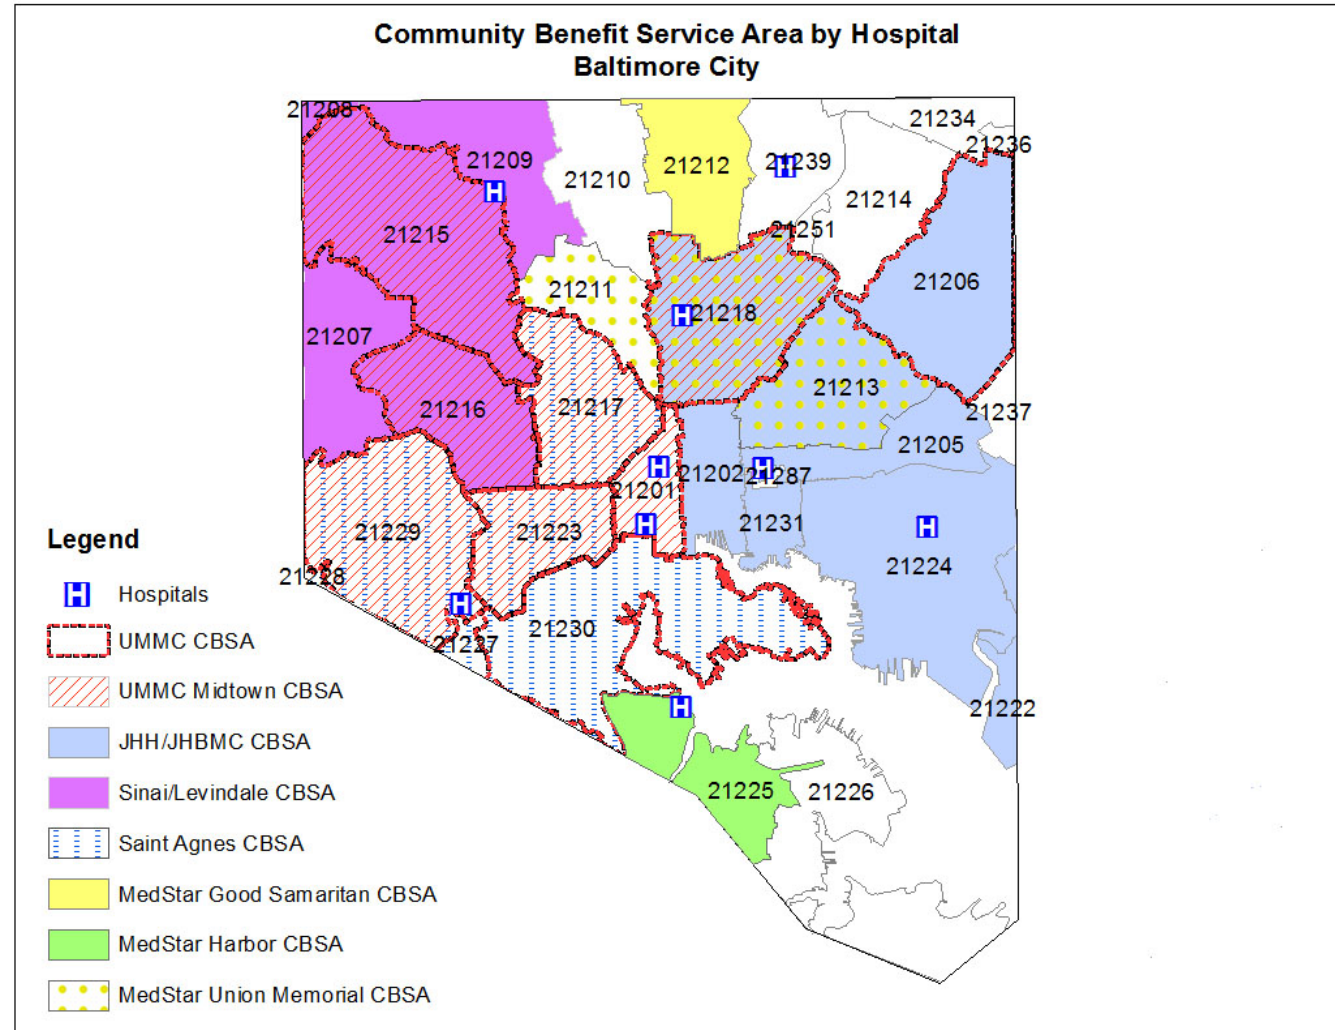 Community Benefit Service Area by Hospital
Baltimore City
21208
21234
21236
21209
21239
21212
21210
21214
21251
21215
21206
21211
21218
21207
21213
21217
21216
21237
21205
21202
21287
21201
21231
21229
21223
21224
21228
21230
21227
21222
21225
21226
H
H
H
H
H
H
H
H
H
Legend
H Hospitals
UMMC CBSA
UMMC Midtown CBSA
JHH/JHBMC CBSA
Sinai/Levindale CBSA
Saint Agnes CBSA
MedStar Good Samaritan CBSA
MedStar Harbor CBSA
MedStar Union Memorial CBSA